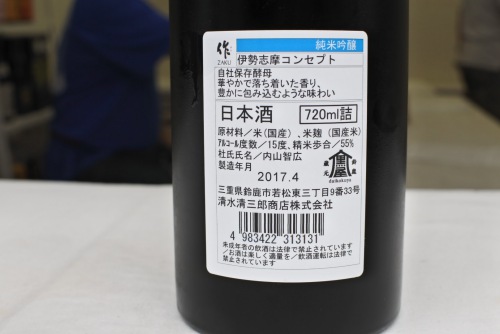 作
ZAKU
純米吟醸
伊勢志摩コンセプト
自社保存酵母
華やかで落ち着いた香り、
豊かに包み込むような味わい
日本酒 720ml詰
原材料／米(国産)、米麹（国産米）
アルコール度数／15度、精米歩合／55%
杜氏氏名／内山智広
製造年月
2017.4
蔵元
鈴鹿
三重県鈴鹿市若松東三丁目9番33号
清水清三郎商店株式会社
4 983422 313131
未成年者の飲酒は法律で禁止されています
／お酒は楽しく適量を／飲酒運転は法律で
禁止されています